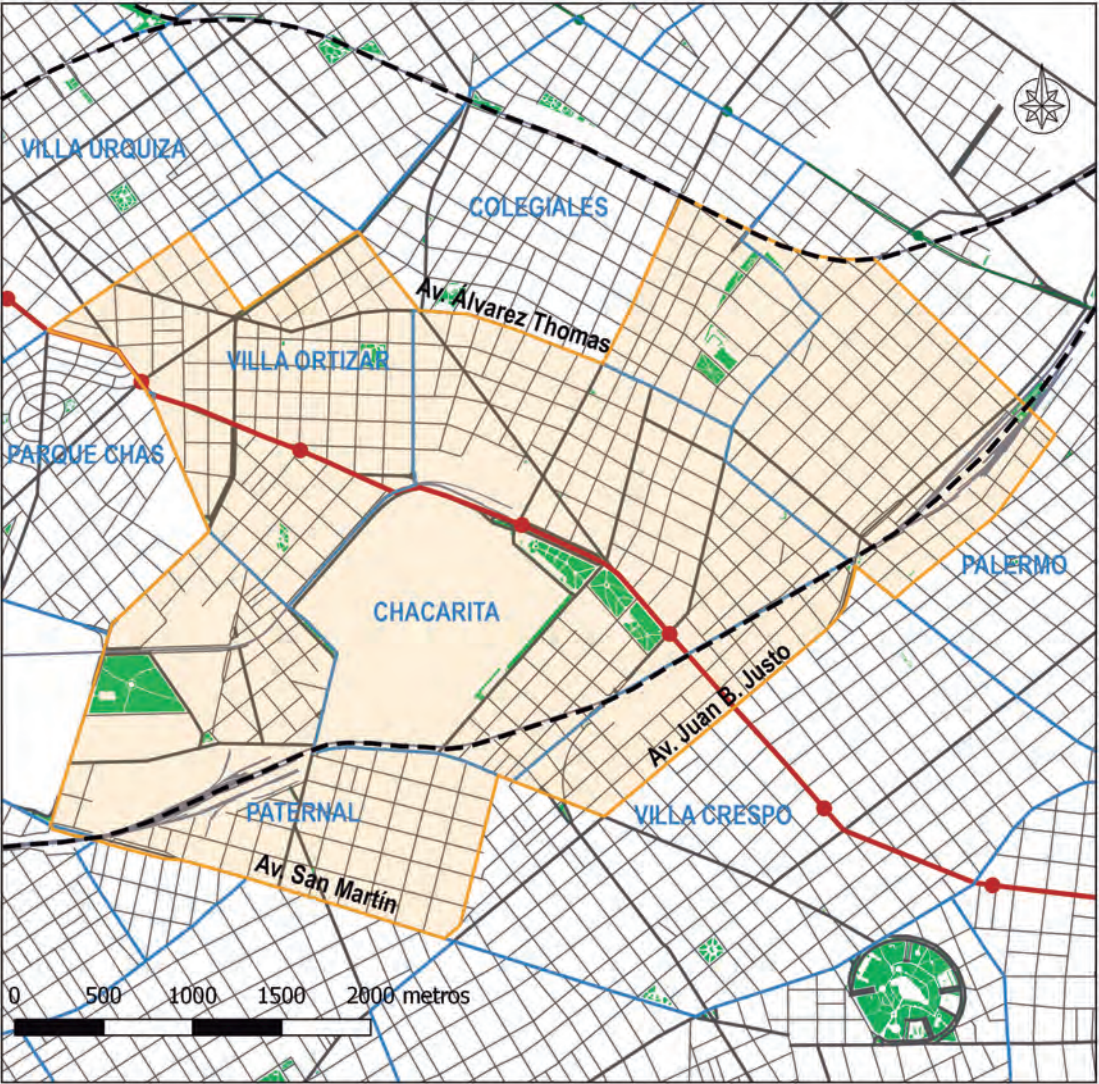 VILLA URQUIZA
COLEGIALES
Av. Álvarez Thomas
VILLA ORTIZAR
PARQUE CHAS
PALERMO
CHACARITA
Av. Juan B. Justo
PATERNAL
VILLA CRESPO
Av. San Martín
0 500 1000 1500 2000 metros